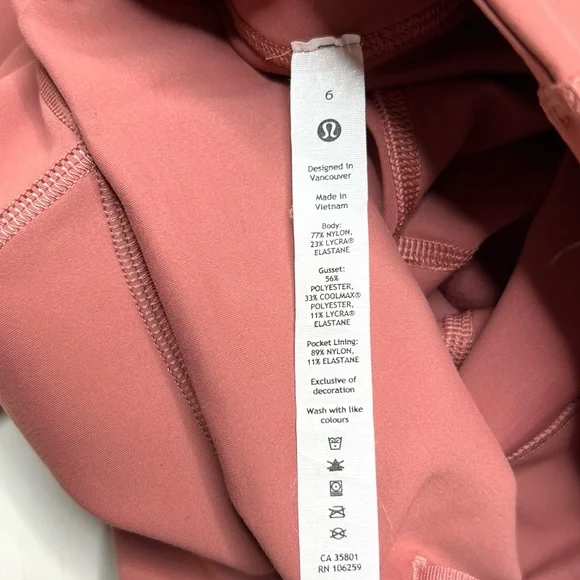 6
Designed in
Vancouver
Made in
Vietnam
Body:
77% NYLON,
23% LYCRA®
ELASTANE
Gusset:
56%
POLYESTER,
33% COOLMAX®
POLYESTER,
11% LYCRA®
ELASTANE
Pocket Lining:
89% NYLON,
11% ELASTANE
Exclusive of
decoration
Wash with like
colours
CA 35801
RN 106259